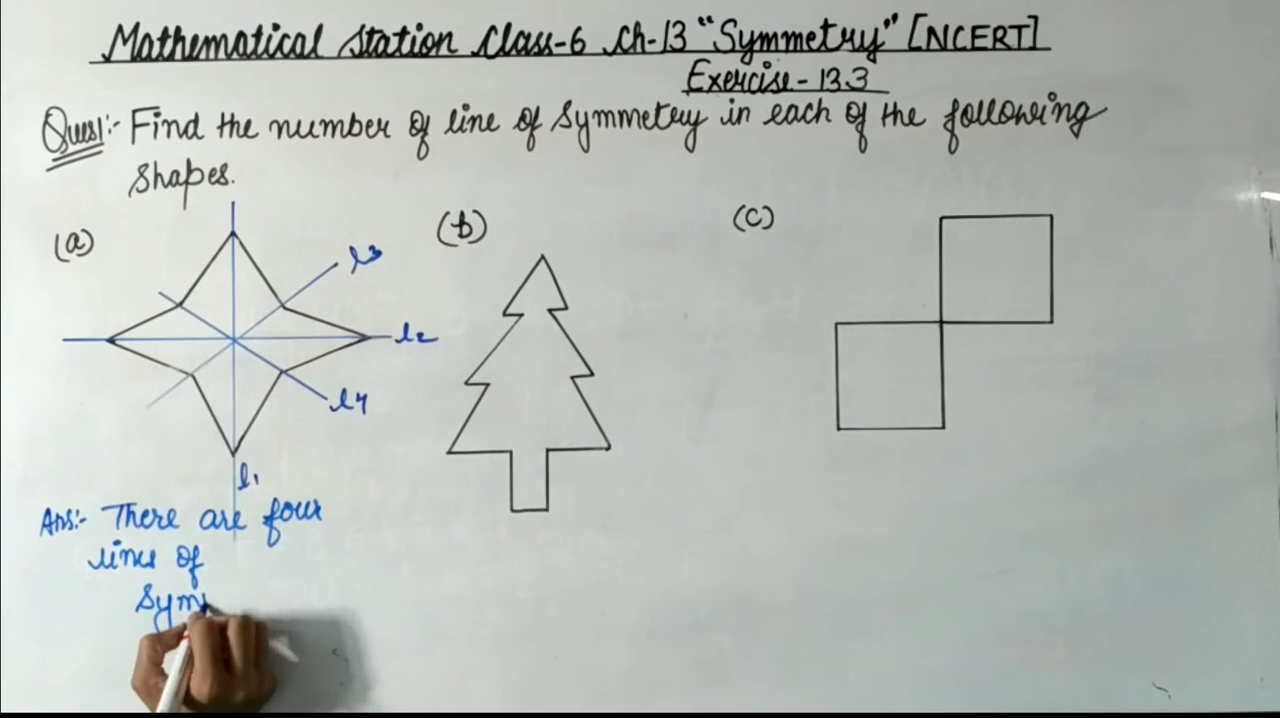 Mathematical Station Class-6 Ch-13 "Symmetry" [NCERT]
Exercise-13.3
Ques1:- Find the number of line of Symmetry in each of the following
Shapes.
(a)
(b)
(c)
l3
l2
l4
l1
Ans:- There are four
lines of
Sym